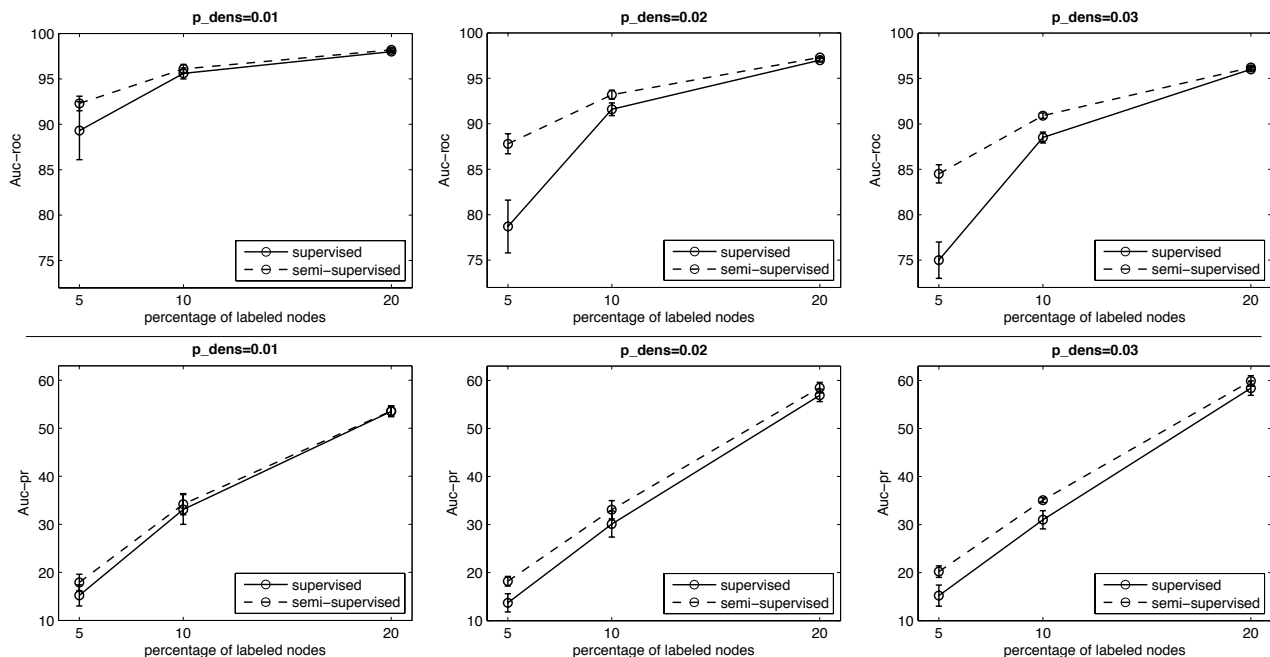 p_dens=0.01
Auc−roc
100
95
90
85
80
75
5 10 20
percentage of labeled nodes
supervised
semi−supervised
p_dens=0.02
Auc−roc
100
95
90
85
80
75
5 10 20
percentage of labeled nodes
supervised
semi−supervised
p_dens=0.03
Auc−roc
100
95
90
85
80
75
5 10 20
percentage of labeled nodes
supervised
semi−supervised
p_dens=0.01
Auc−pr
60
50
40
30
20
10
5 10 20
percentage of labeled nodes
supervised
semi−supervised
p_dens=0.02
Auc−pr
60
50
40
30
20
10
5 10 20
percentage of labeled nodes
supervised
semi−supervised
p_dens=0.03
Auc−pr
60
50
40
30
20
10
5 10 20
percentage of labeled nodes
supervised
semi−supervised